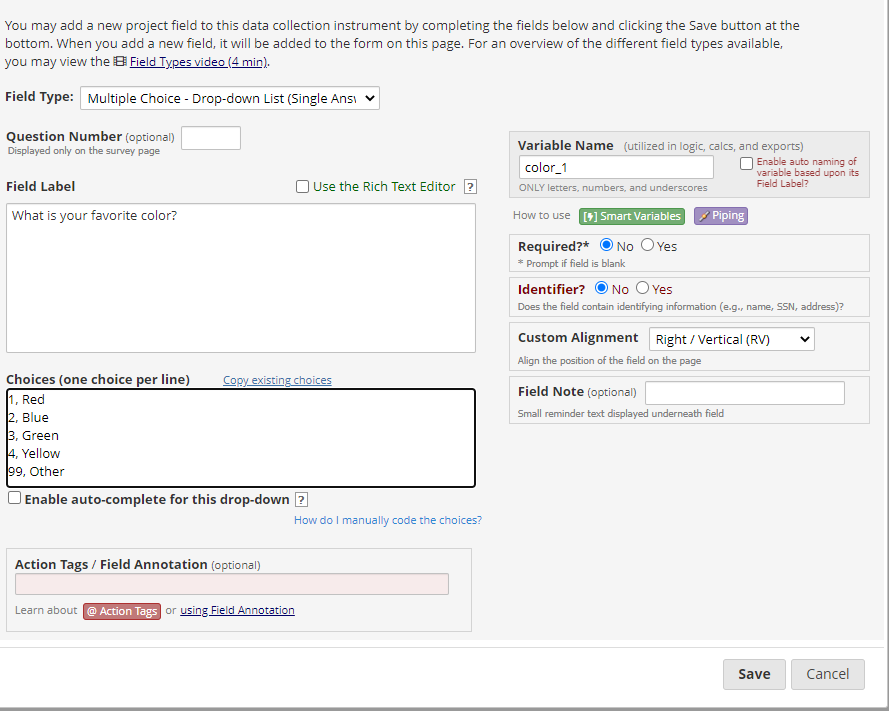 You may add a new project field to this data collection instrument by completing the fields below and clicking the Save button at the
bottom. When you add a new field, it will be added to the form on this page. For an overview of the different field types available,
you may view the Field Types video (4 min).
Field Type: Multiple Choice - Drop-down List (Single Answ
Question Number (optional)
Displayed only on the survey page
Field Label
Use the Rich Text Editor ?
What is your favorite color?
Choices (one choice per line) Copy existing choices
1, Red
2, Blue
3, Green
4, Yellow
99, Other
Enable auto-complete for this drop-down ?
How do I manually code the choices?
Action Tags / Field Annotation (optional)
Learn about @ Action Tags or using Field Annotation
Variable Name (utilized in logic, calcs, and exports)
color_1
ONLY letters, numbers, and underscores
Enable auto naming of
variable based upon its
Field Label?
How to use [⚡] Smart Variables Piping
Required?* No Yes
* Prompt if field is blank
Identifier? No Yes
Does the field contain identifying information (e.g., name, SSN, address)?
Custom Alignment Right / Vertical (RV)
Align the position of the field on the page
Field Note (optional)
Small reminder text displayed underneath field
Save Cancel